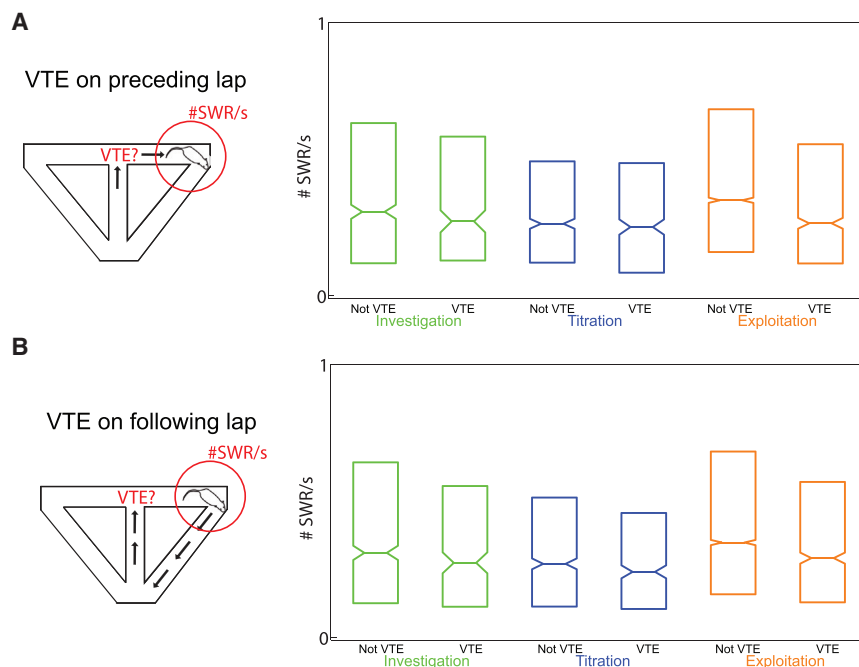 A
VTE on preceding lap
#SWR/s
VTE?
1
# SWR/s
0
Not VTE VTE Not VTE VTE Not VTE VTE
Investigation Titration Exploitation
B
VTE on following lap
#SWR/s
VTE?
1
# SWR/s
0
Not VTE VTE Not VTE VTE Not VTE VTE
Investigation Titration Exploitation